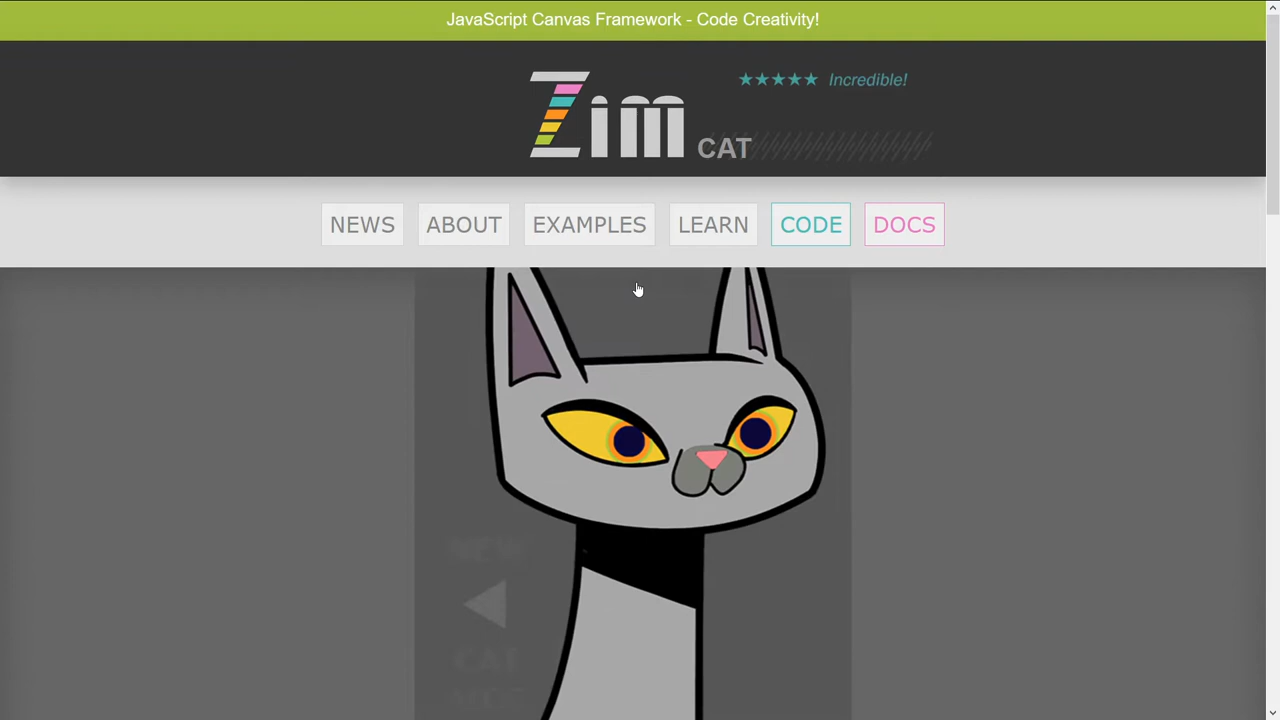 JavaScript Canvas Framework - Code Creativity!
★★★★★ Incredible!
Zim CAT
NEWS
ABOUT
EXAMPLES
LEARN
CODE
DOCS